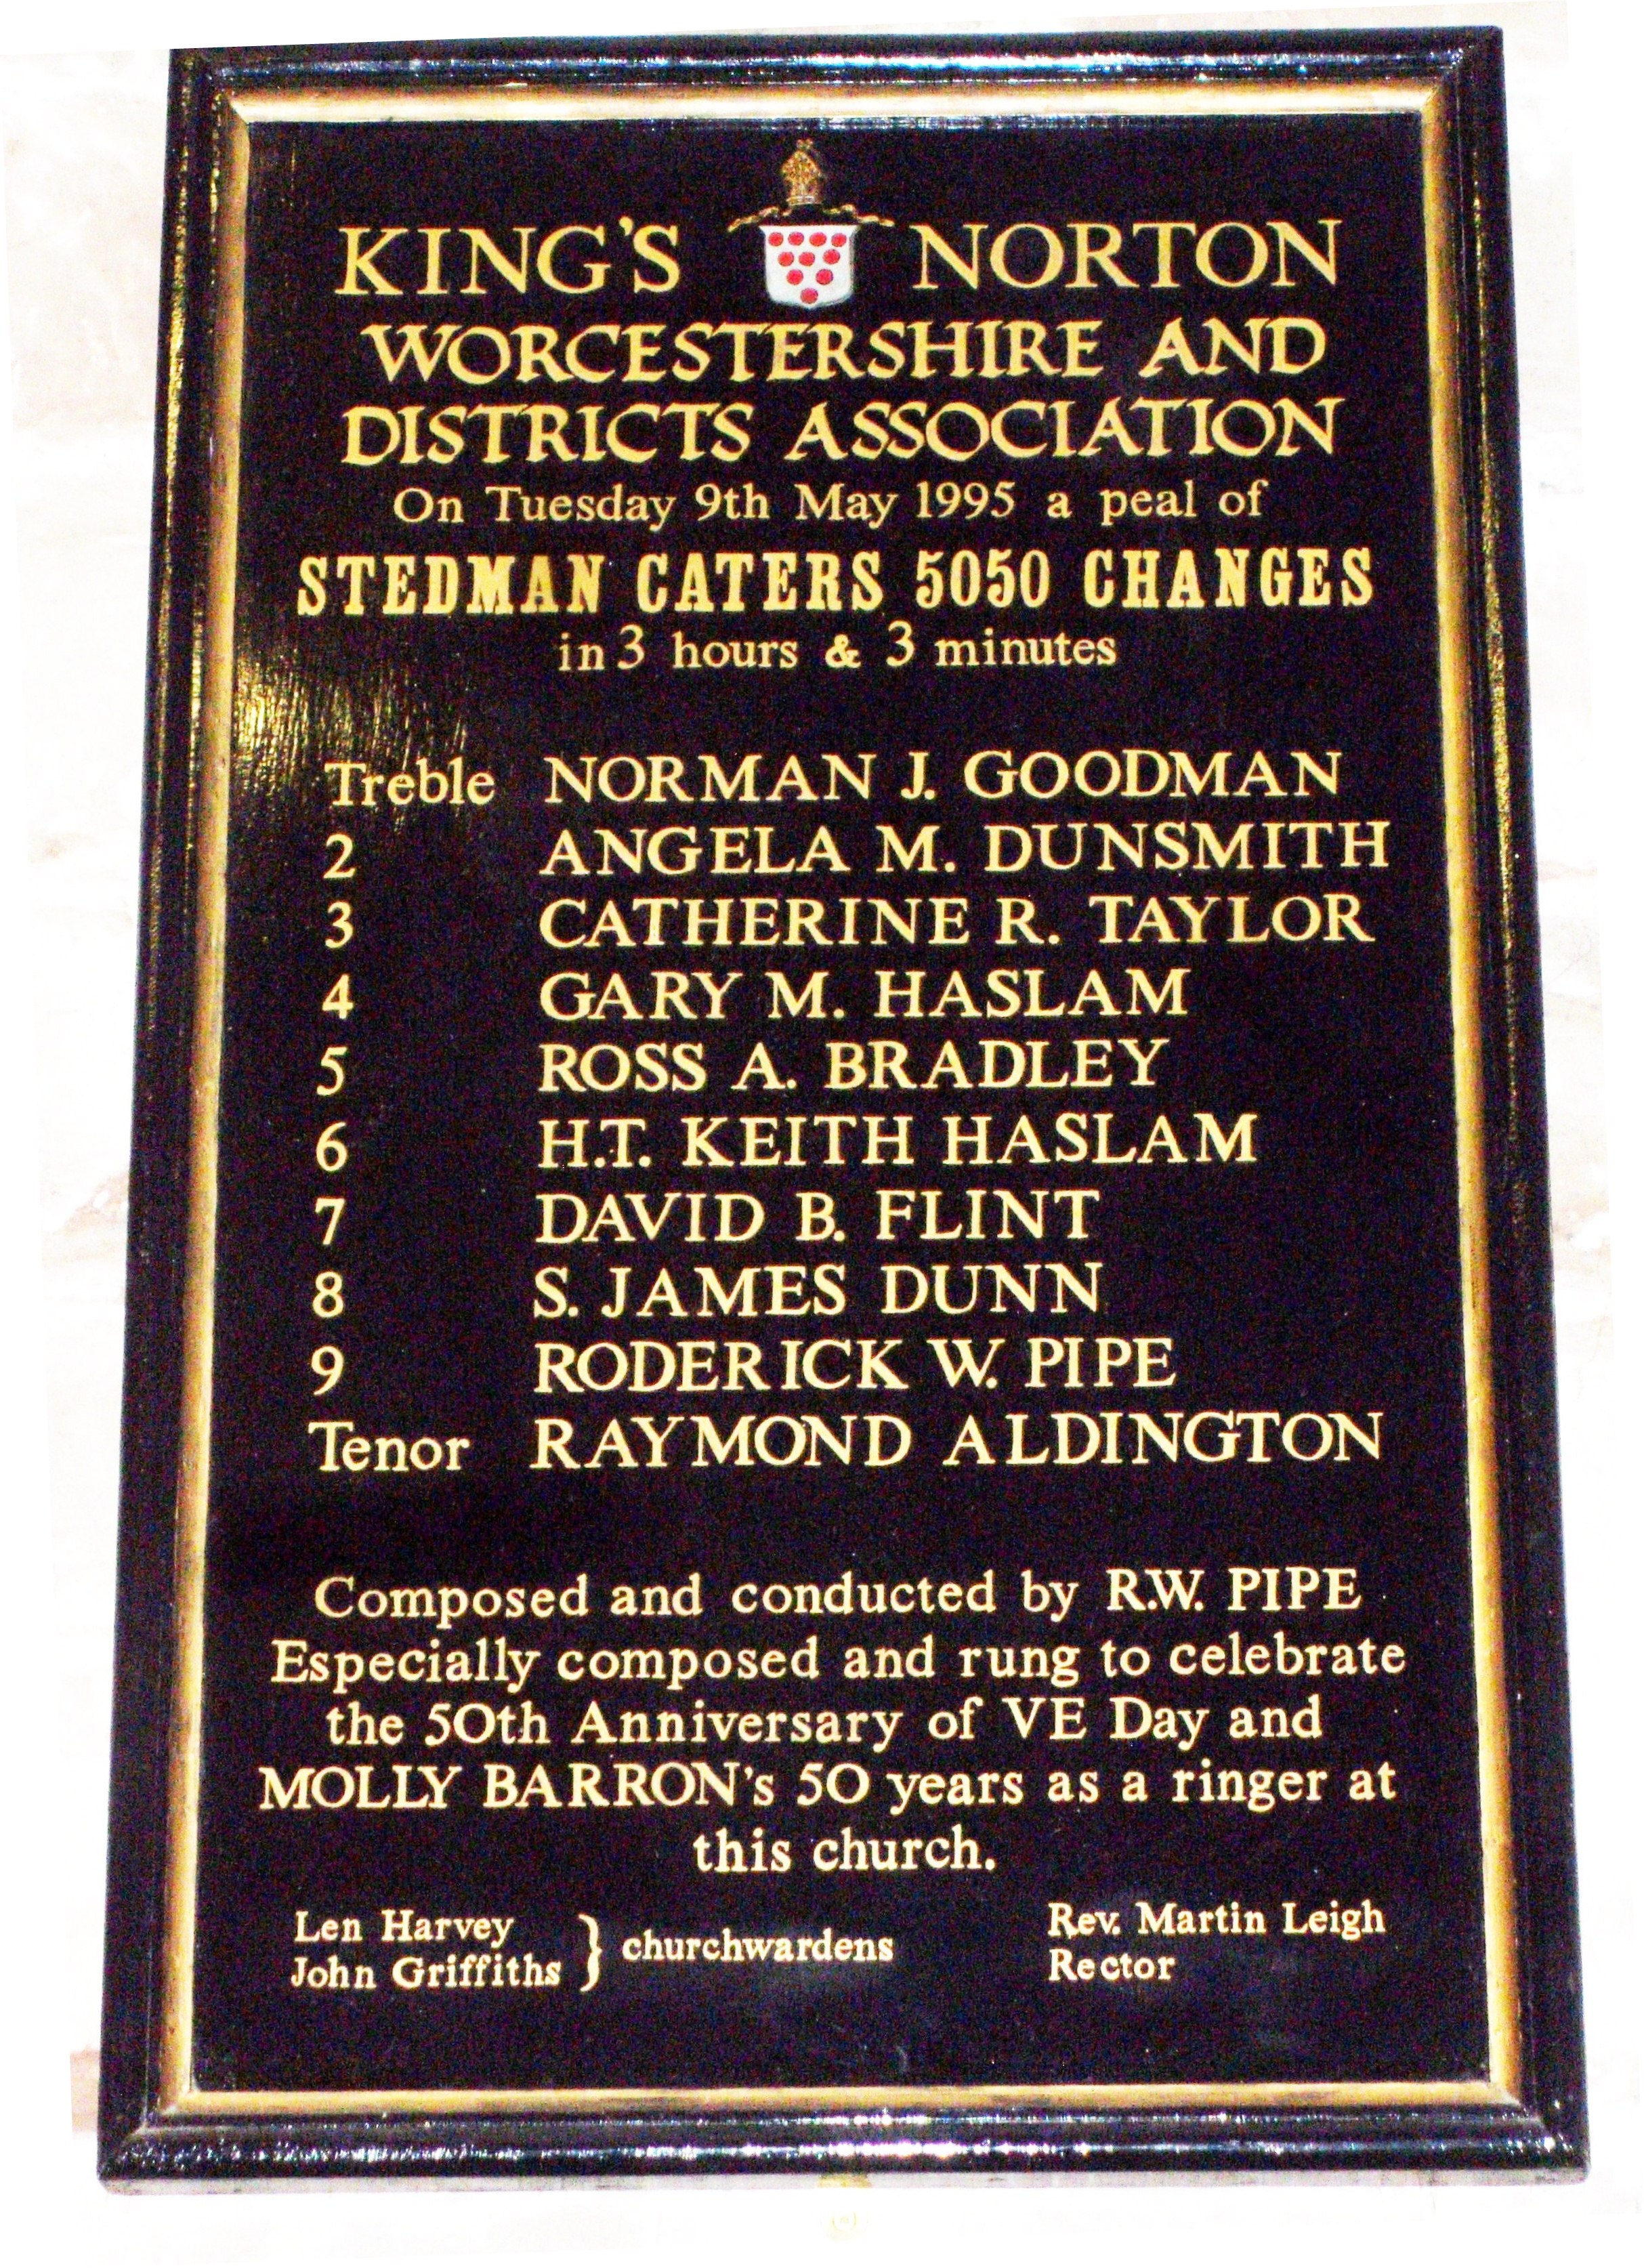 KING'S NORTON
WORCESTERSHIRE AND
DISTRICTS ASSOCIATION
On Tuesday 9th May 1995 a peal of
STEDMAN CATERS 5050 CHANGES
in 3 hours & 3 minutes
Treble NORMAN J. GOODMAN
2 ANGELA M. DUNSMITH
3 CATHERINE R. TAYLOR
4 GARY M. HASLAM
5 ROSS A. BRADLEY
6 H.T. KEITH HASLAM
7 DAVID B. FLINT
8 S. JAMES DUNN
9 RODERICK W. PIPE
Tenor RAYMOND ALDINGTON
Composed and conducted by R.W. PIPE
Especially composed and rung to celebrate
the 50th Anniversary of VE Day and
MOLLY BARRON's 50 years as a ringer at
this church.
Len Harvey
John Griffiths } churchwardens
Rev. Martin Leigh
Rector